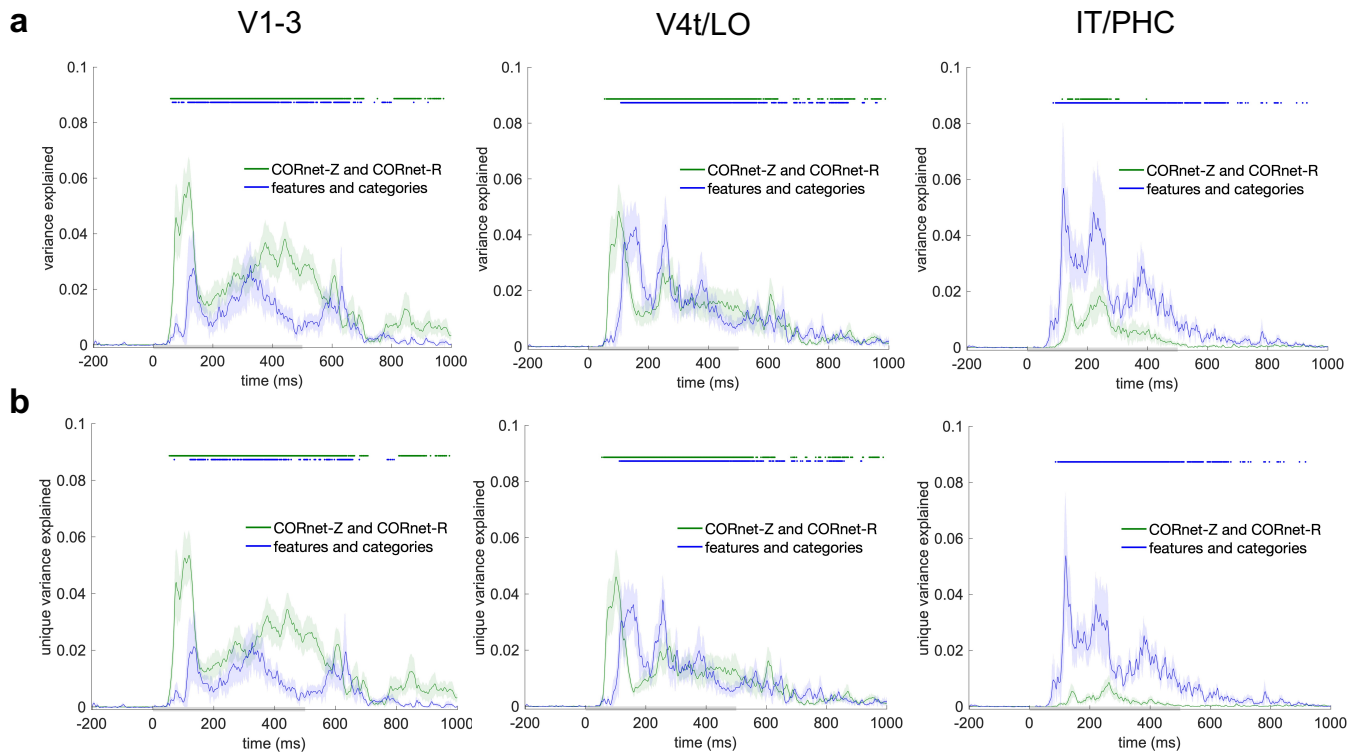 a
V1-3
V4t/LO
IT/PHC
0.1
0.08
0.06
0.04
0.02
0
variance explained
CORnet-Z and CORnet-R
features and categories
-200
0
200
400
600
800
1000
time (ms)
0.1
0.08
0.06
0.04
0.02
0
variance explained
CORnet-Z and CORnet-R
features and categories
-200
0
200
400
600
800
1000
time (ms)
0.1
0.08
0.06
0.04
0.02
0
variance explained
CORnet-Z and CORnet-R
features and categories
-200
0
200
400
600
800
1000
time (ms)
b
0.1
0.08
0.06
0.04
0.02
0
unique variance explained
CORnet-Z and CORnet-R
features and categories
-200
0
200
400
600
800
1000
time (ms)
0.1
0.08
0.06
0.04
0.02
0
unique variance explained
CORnet-Z and CORnet-R
features and categories
-200
0
200
400
600
800
1000
time (ms)
0.1
0.08
0.06
0.04
0.02
0
unique variance explained
CORnet-Z and CORnet-R
features and categories
-200
0
200
400
600
800
1000
time (ms)